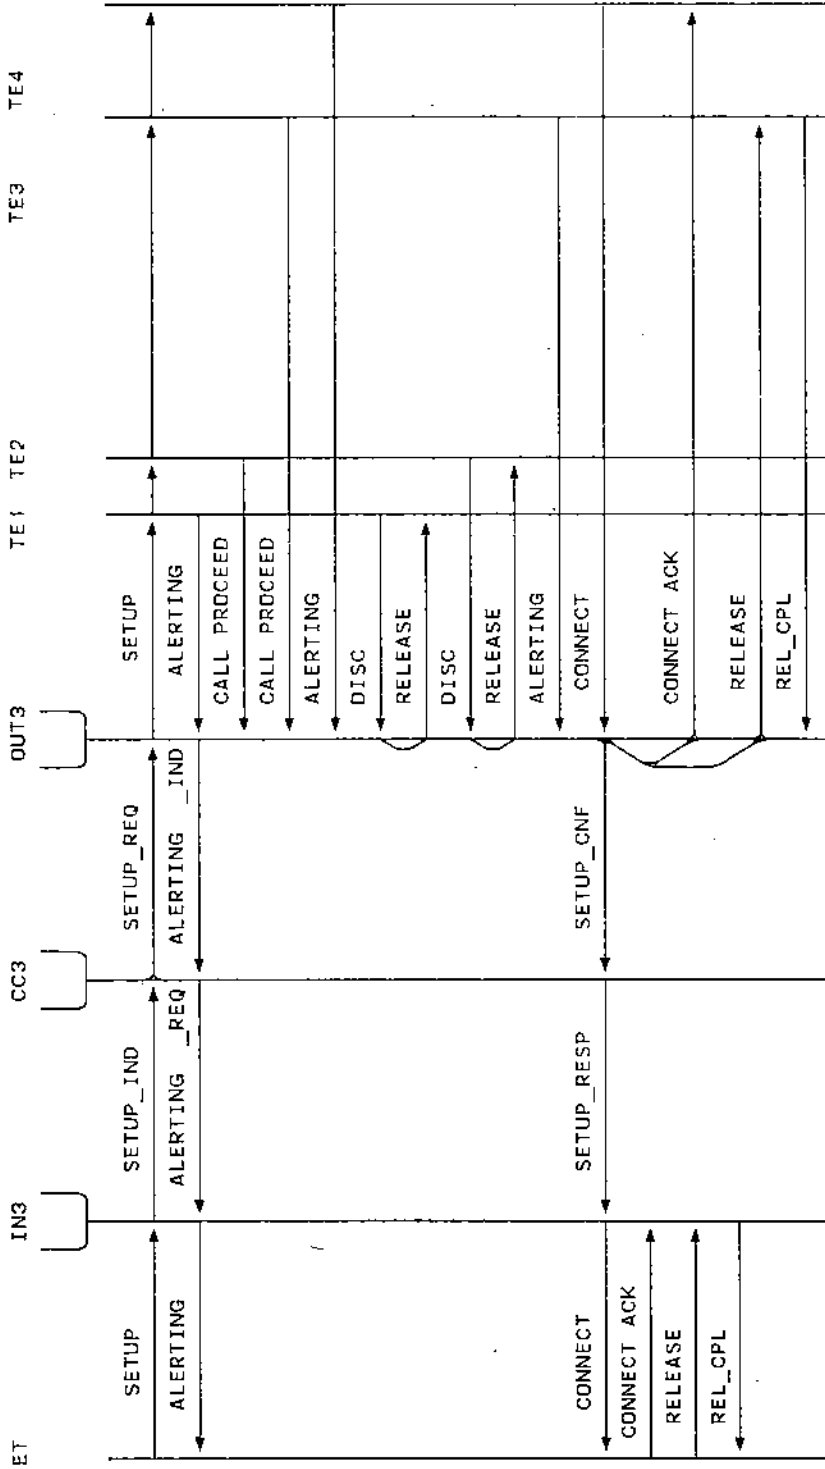 ET
IN3
CC3
OUT3
TE1
TE2
TE3
TE4
SETUP
SETUP_IND
SETUP_REQ
SETUP
ALERTING
ALERTING _REQ
ALERTING _IND
ALERTING
CALL PROCEED
CALL PROCEED
ALERTING
DISC
RELEASE
DISC
RELEASE
ALERTING
CONNECT
SETUP_RESP
SETUP_CNF
CONNECT
CONNECT ACK
RELEASE
CONNECT ACK
REL_CPL
RELEASE
REL_CPL